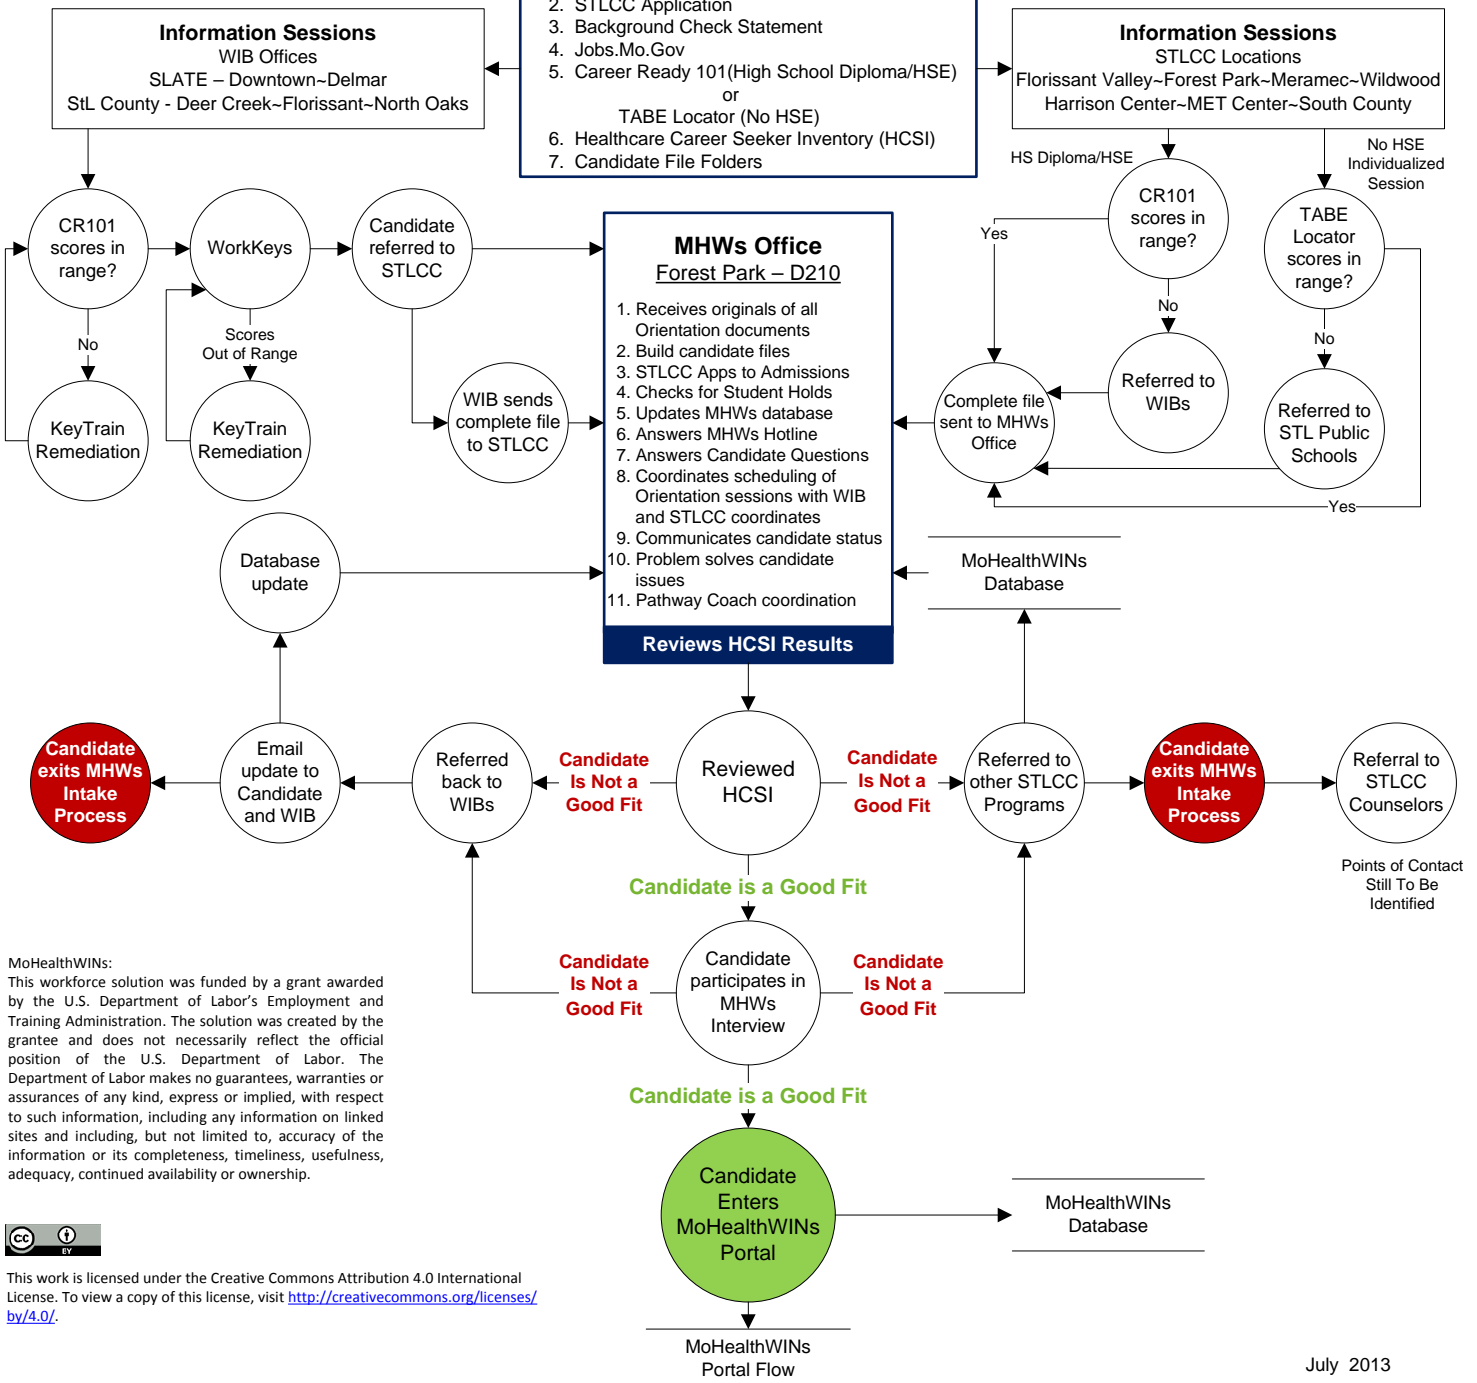 2. STLCC Application
3. Background Check Statement
4. Jobs.Mo.Gov
5. Career Ready 101(High School Diploma/HSE)
or
TABE Locator (No HSE)
6. Healthcare Career Seeker Inventory (HCSI)
7. Candidate File Folders
Information Sessions
WIB Offices
SLATE – Downtown~Delmar
StL County - Deer Creek~Florissant~North Oaks
Information Sessions
STLCC Locations
Florissant Valley~Forest Park~Meramec~Wildwood
Harrison Center~MET Center~South County
HS Diploma/HSE
No HSE
Individualized
Session
CR101
scores in
range?
WorkKeys
Candidate
referred to
STLCC
No
Scores
Out of Range
KeyTrain
Remediation
KeyTrain
Remediation
WIB sends
complete file
to STLCC
MHWs Office
Forest Park – D210
1. Receives originals of all
Orientation documents
2. Build candidate files
3. STLCC Apps to Admissions
4. Checks for Student Holds
5. Updates MHWs database
6. Answers MHWs Hotline
7. Answers Candidate Questions
8. Coordinates scheduling of
Orientation sessions with WIB
and STLCC coordinates
9. Communicates candidate status
10. Problem solves candidate
issues
11. Pathway Coach coordination
Reviews HCSI Results
CR101
scores in
range?
TABE
Locator
scores in
range?
Yes
No
No
Complete file
sent to MHWs
Office
Referred to
WIBs
Referred to
STL Public
Schools
Yes
Database
update
MoHealthWINs
Database
Candidate
exits MHWs
Intake
Process
Email
update to
Candidate
and WIB
Referred
back to
WIBs
Candidate
Is Not a
Good Fit
Reviewed
HCSI
Candidate
Is Not a
Good Fit
Referred to
other STLCC
Programs
Candidate
exits MHWs
Intake
Process
Referral to
STLCC
Counselors
Points of Contact
Still To Be
Identified
Candidate is a Good Fit
Candidate
Is Not a
Good Fit
Candidate
participates in
MHWs
Interview
Candidate
Is Not a
Good Fit
Candidate is a Good Fit
Candidate
Enters
MoHealthWINs
Portal
MoHealthWINs
Database
MoHealthWINs
Portal Flow
MoHealthWINs:
This workforce solution was funded by a grant awarded
by the U.S. Department of Labor’s Employment and
Training Administration. The solution was created by the
grantee and does not necessarily reflect the official
position of the U.S. Department of Labor. The
Department of Labor makes no guarantees, warranties or
assurances of any kind, express or implied, with respect
to such information, including any information on linked
sites and including, but not limited to, accuracy of the
information or its completeness, timeliness, usefulness,
adequacy, continued availability or ownership.
cc
BY
This work is licensed under the Creative Commons Attribution 4.0 International
License. To view a copy of this license, visit http://creativecommons.org/licenses/
by/4.0/.
July 2013